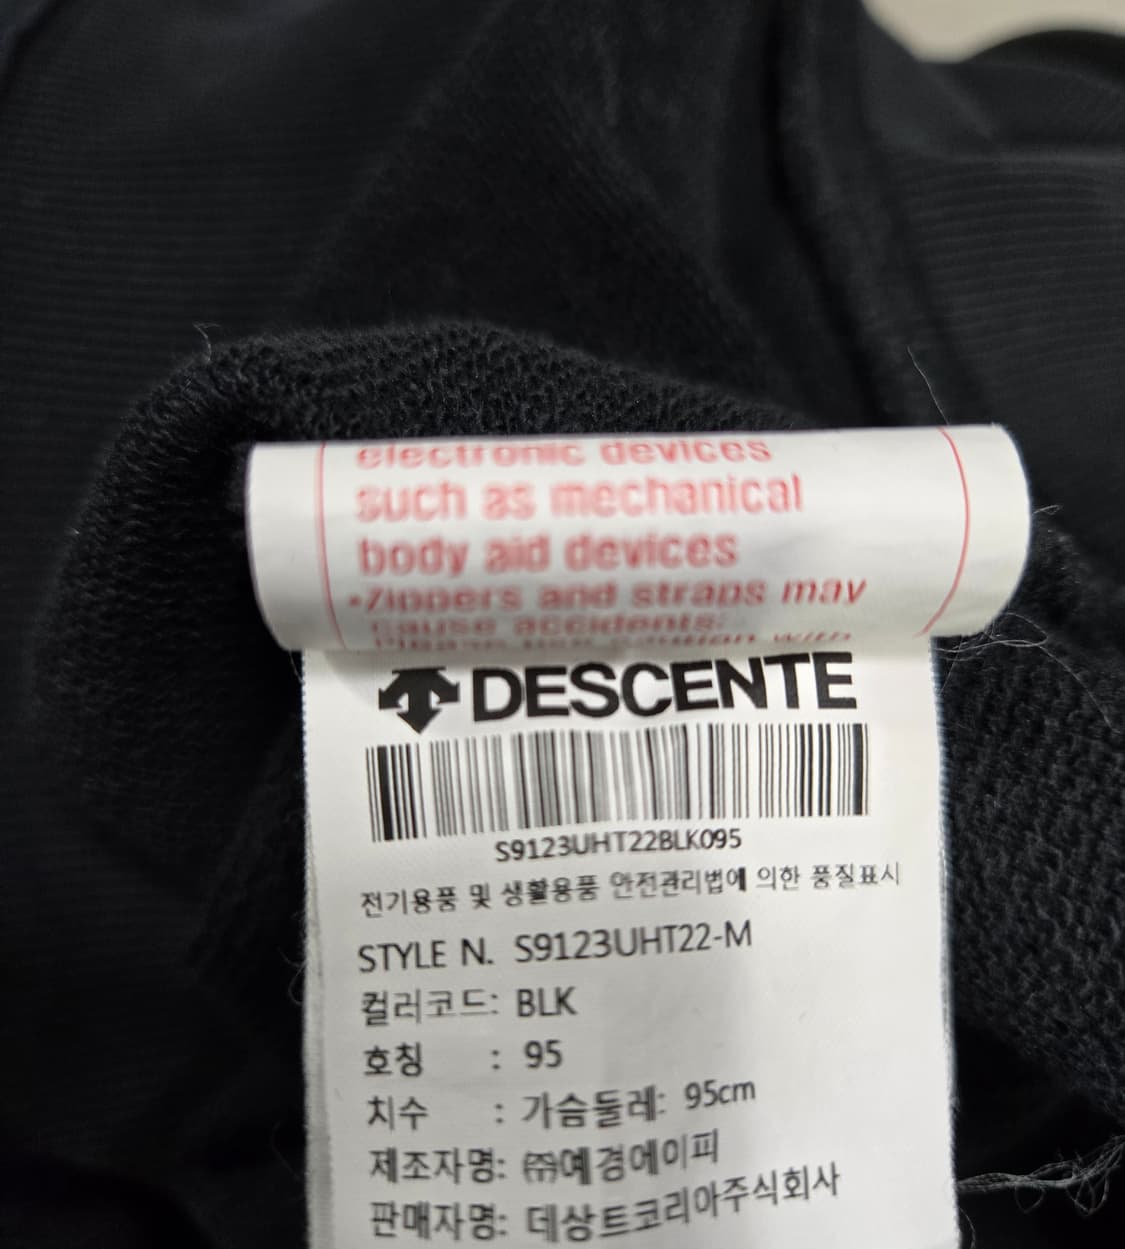 electronic devices
such as mechanical
body aid devices
•Zippers and straps may
cause accidents.
Please use caution with
DESCENTE
S9123UHT22BLK095
전기용품 및 생활용품 안전관리법에 의한 품질표시
STYLE N. S9123UHT22-M
컬러코드: BLK
호칭 : 95
치수 : 가슴둘레: 95cm
제조자명: ㈜예경에이피
판매자명: 데상트코리아주식회사